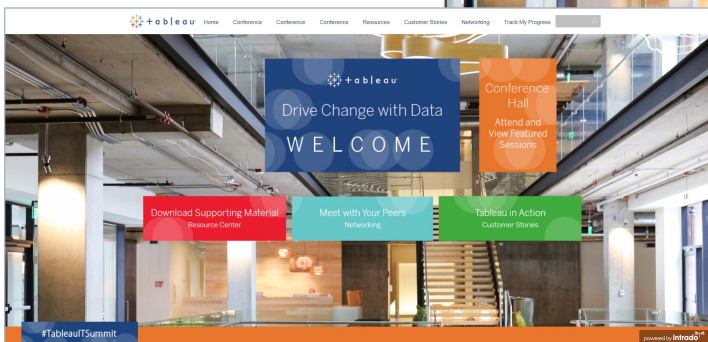 +ableau Home Conference Conference Conference Resources Customer Stories Networking Track My Progress
+ableau
Drive Change with Data
WELCOME
Conference
Hall
Attend and
View Featured
Sessions
Download Supporting Material
Resource Center
Meet with Your Peers
Networking
Tableau in Action
Customer Stories
#TableauITSummit
powered by Intrado